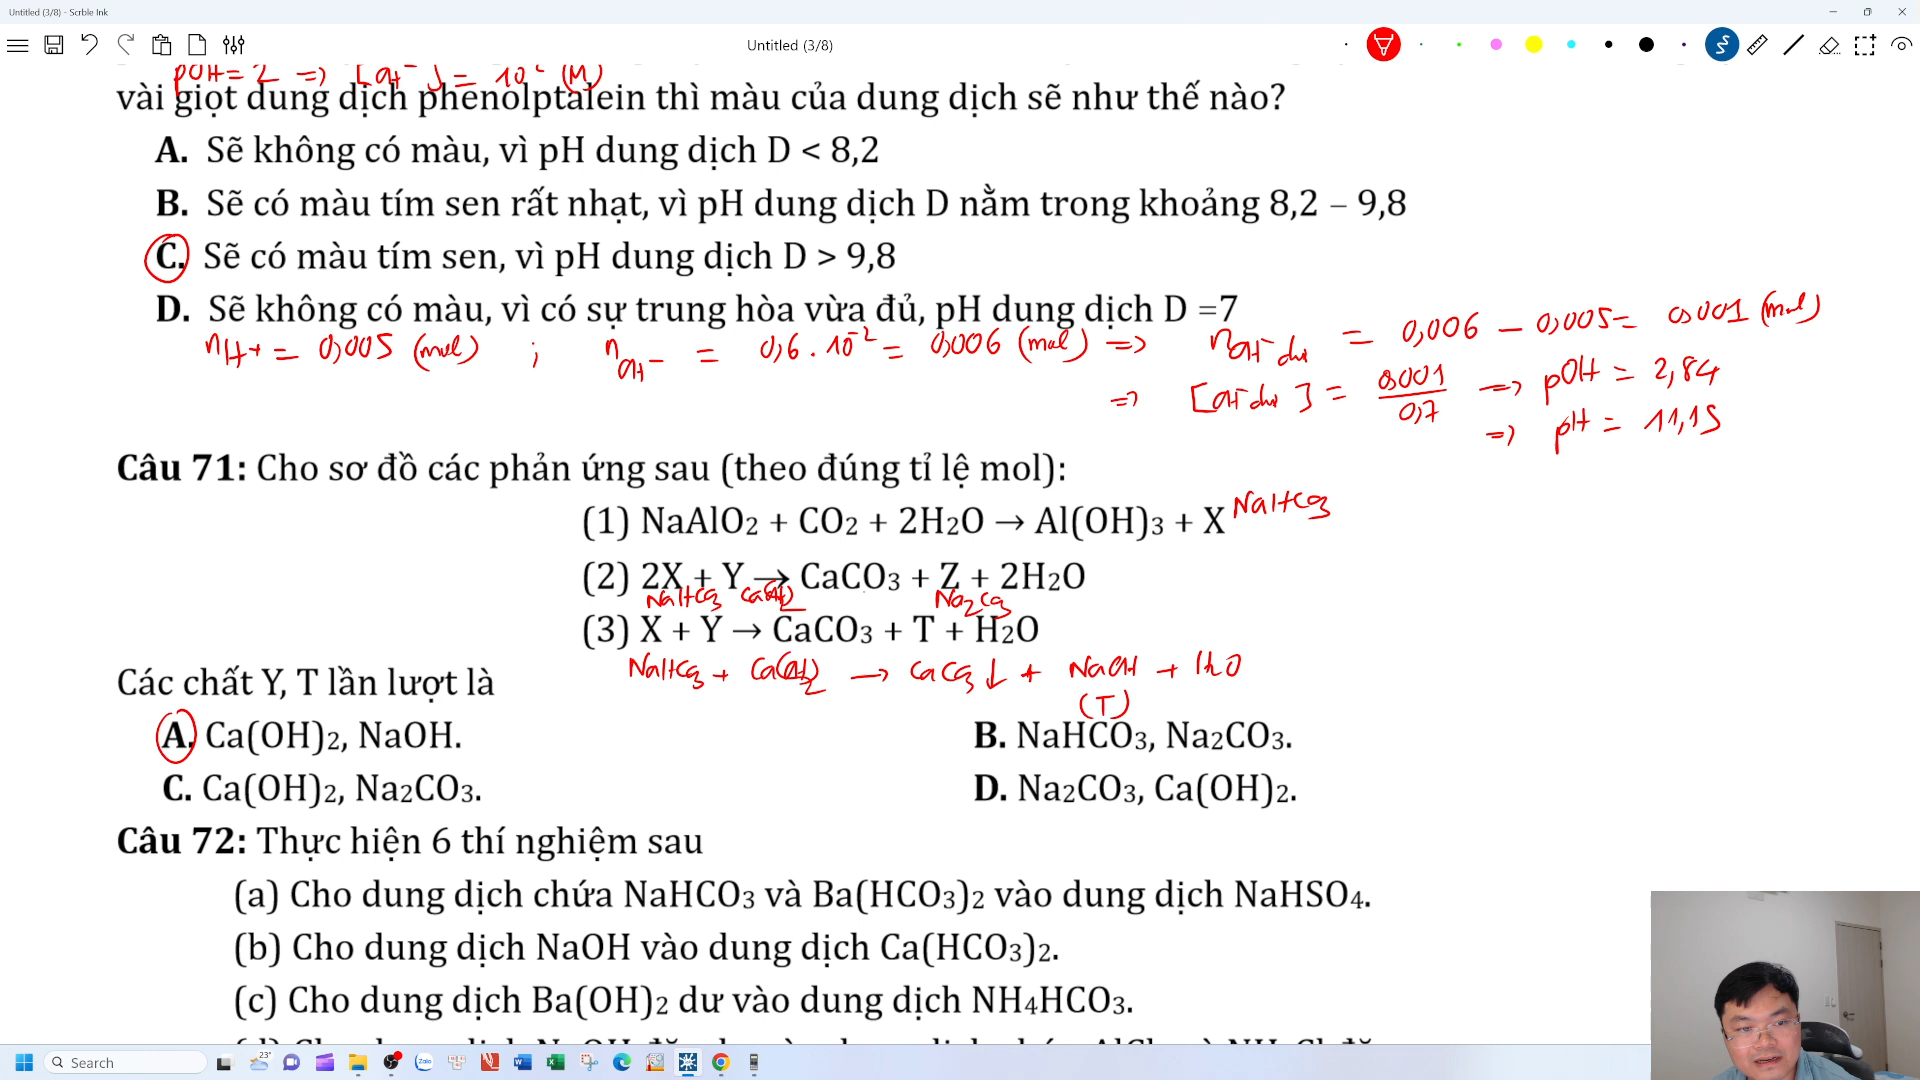 Untitled (3/8) - Scrble Ink
Untitled (3/8)
pOH = 2 => [OH⁻] = 10⁻² (M)
vài giọt dung dịch phenolptalein thì màu của dung dịch sẽ như thế nào?
A. Sẽ không có màu, vì pH dung dịch D < 8,2
B. Sẽ có màu tím sen rất nhạt, vì pH dung dịch D nằm trong khoảng 8,2 – 9,8
C. Sẽ có màu tím sen, vì pH dung dịch D > 9,8
D. Sẽ không có màu, vì có sự trung hòa vừa đủ, pH dung dịch D =7
nH⁺ = 0,005 (mol) ; nOH⁻ = 0,6 . 10⁻² = 0,006 (mol) => nOH⁻ dư = 0,006 – 0,005 = 0,001 (mol)
=> [OH⁻ dư] = 0,001/0,7 => pOH = 2,84
=> pH = 11,15
Câu 71: Cho sơ đồ các phản ứng sau (theo đúng tỉ lệ mol):
(1) NaAlO2 + CO2 + 2H2O → Al(OH)3 + X NaHCO3
(2) 2X + Y → CaCO3 + Z + 2H2O
NaHCO3 Ca(OH)2 Na2CO3
(3) X + Y → CaCO3 + T + H2O
NaHCO3 + Ca(OH)2 → CaCO3↓ + NaOH + H2O
(T)
Các chất Y, T lần lượt là
A. Ca(OH)2, NaOH. B. NaHCO3, Na2CO3.
C. Ca(OH)2, Na2CO3. D. Na2CO3, Ca(OH)2.
Câu 72: Thực hiện 6 thí nghiệm sau
(a) Cho dung dịch chứa NaHCO3 và Ba(HCO3)2 vào dung dịch NaHSO4.
(b) Cho dung dịch NaOH vào dung dịch Ca(HCO3)2.
(c) Cho dung dịch Ba(OH)2 dư vào dung dịch NH4HCO3.
Search
23°
Zalo